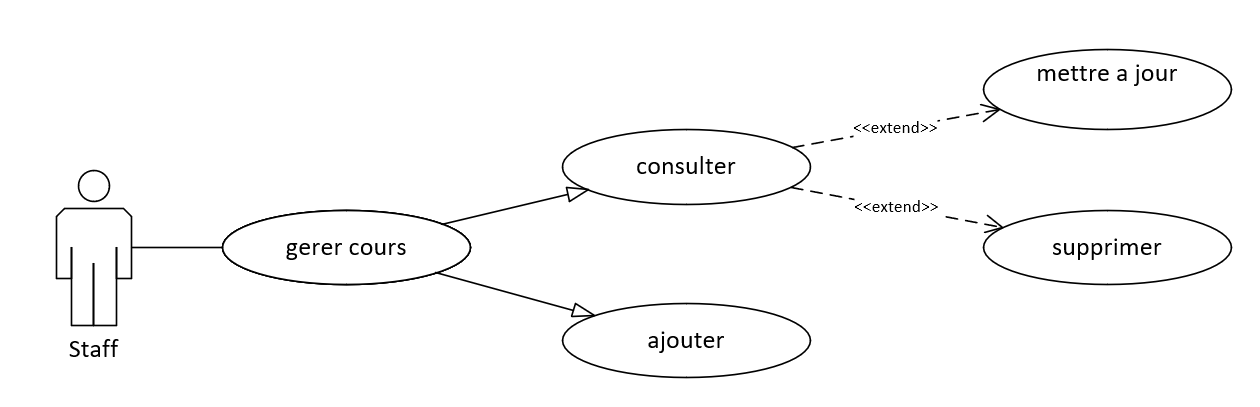 mettre a jour
<<extend>>
consulter
<<extend>>
gerer cours
supprimer
ajouter
Staff